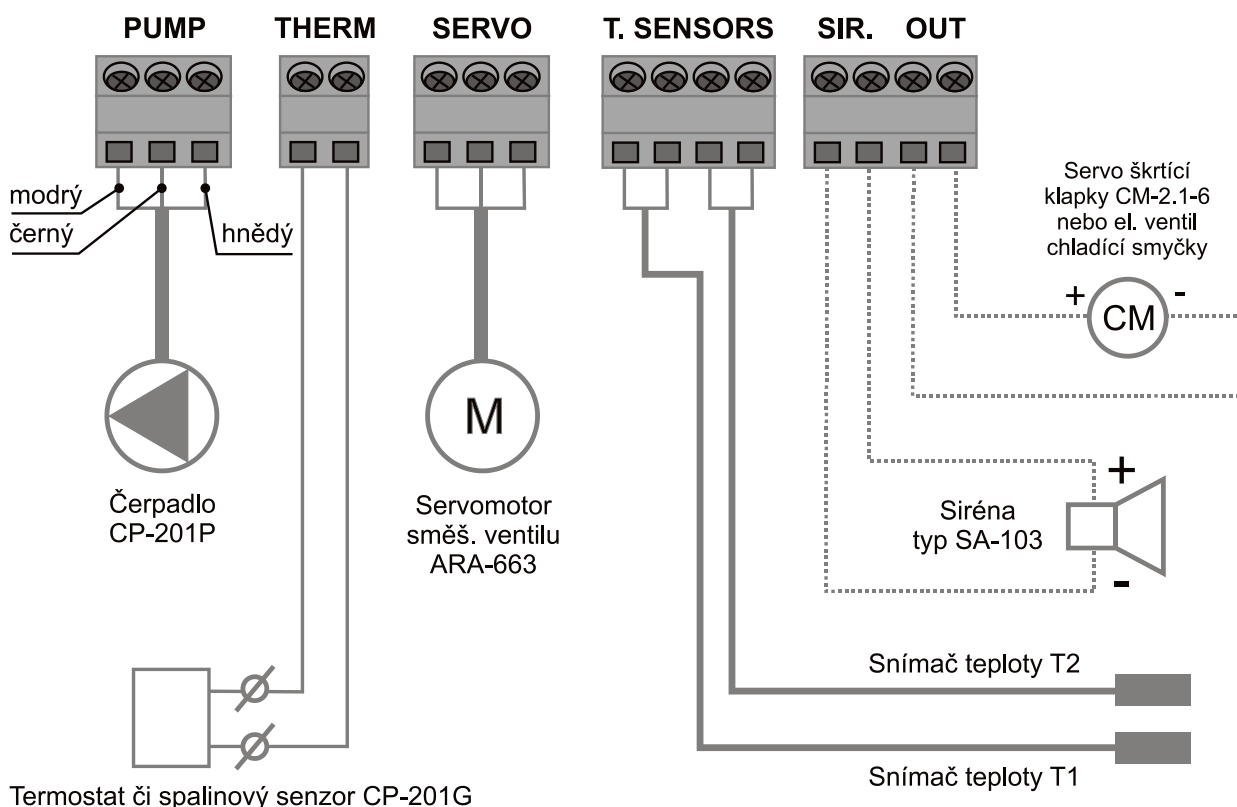 PUMP THERM SERVO T. SENSORS SIR. OUT
modrý
černý
hnědý
Servo škrtící
klapky CM-2.1-6
nebo el. ventil
chladící smyčky
+ -
CM
M
Čerpadlo
CP-201P
Servomotor
směš. ventilu
ARA-663
+
Siréna
typ SA-103
-
Snímač teploty T2
Snímač teploty T1
Termostat či spalinový senzor CP-201G